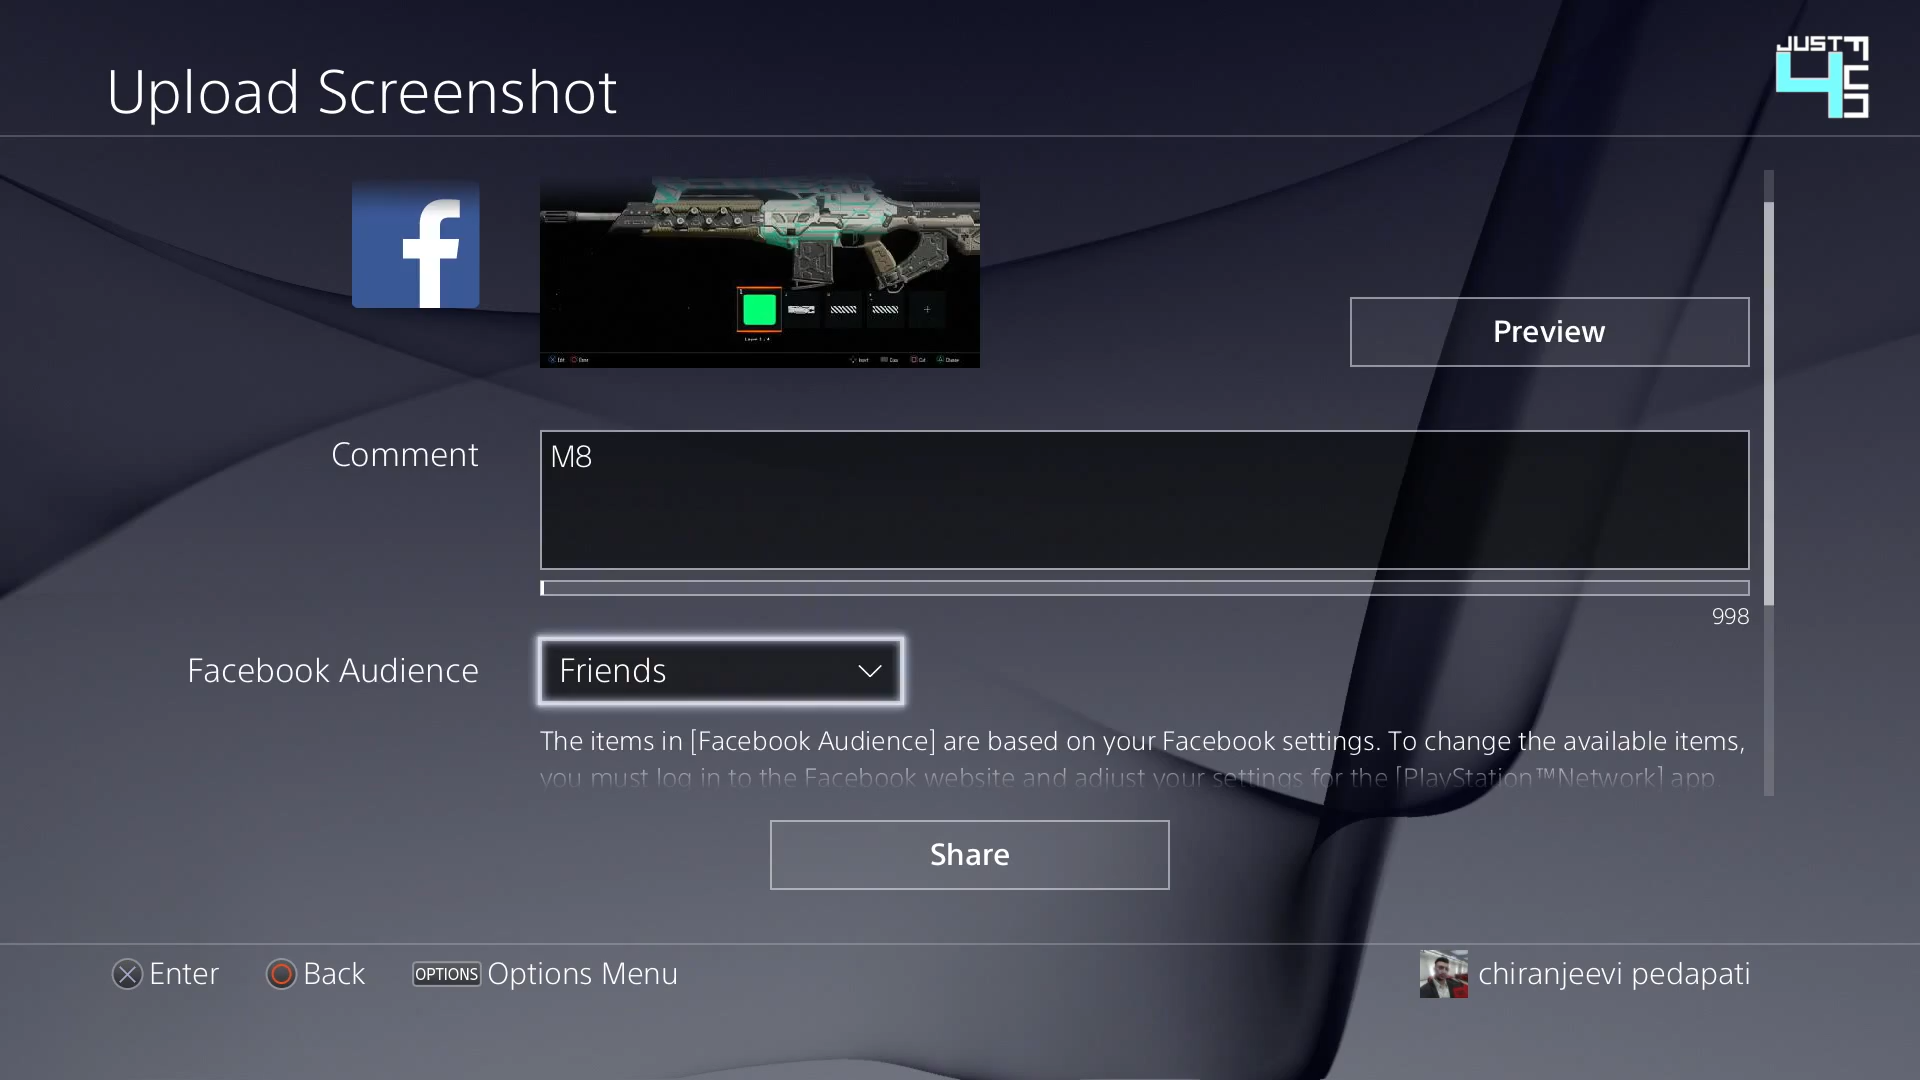 Upload Screenshot
JUST
4
FUN
Preview
Comment
M8
998
Facebook Audience
Friends
The items in [Facebook Audience] are based on your Facebook settings. To change the available items,
you must log in to the Facebook website and adjust your settings for the [PlayStation™Network] app.
Share
Enter
Back
OPTIONS Options Menu
chiranjeevi pedapati